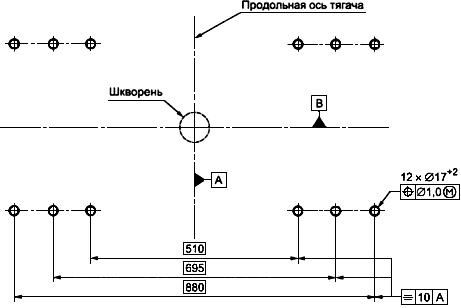 Продольная ось тягача
Шкворень
B
A
12 × Ø17⁺²
⌖ Ø1,0 Ⓜ
510
695
880
⌯ 10 A